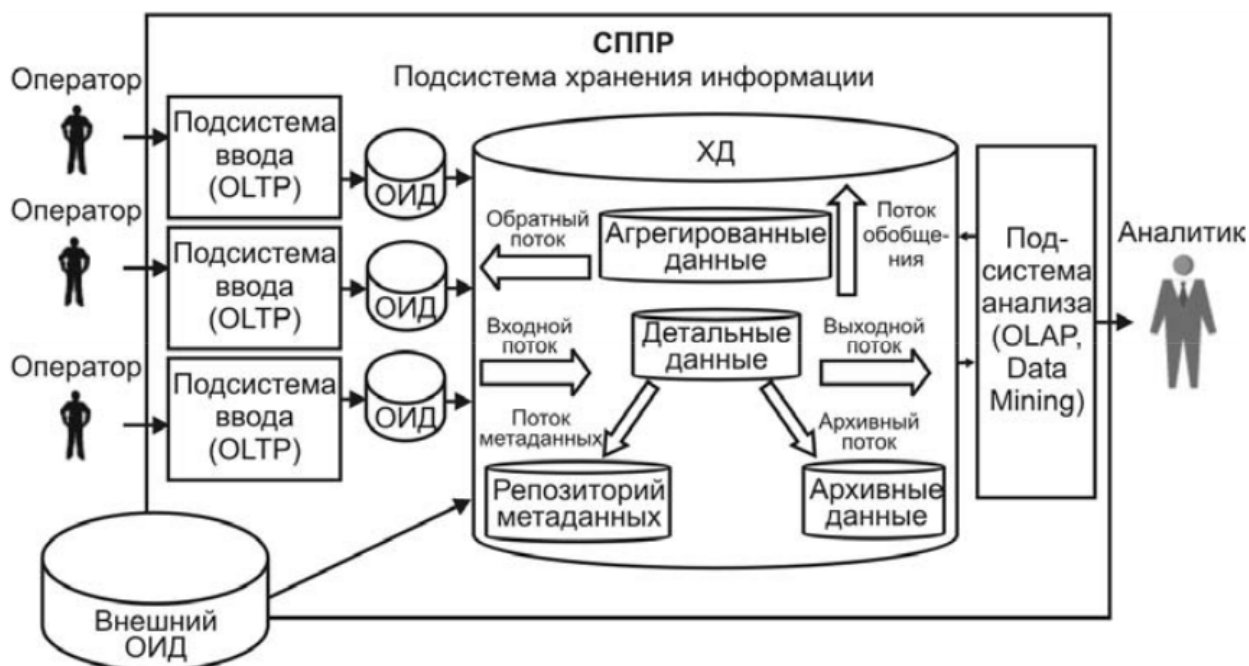 СППР
Подсистема хранения информации
Оператор
Подсистема
ввода
(OLTP)
ОИД
Оператор
Подсистема
ввода
(OLTP)
ОИД
Оператор
Подсистема
ввода
(OLTP)
ОИД
Внешний
ОИД
ХД
Обратный
поток
Агрегированные
данные
Поток
обобще-
ния
Входной
поток
Детальные
данные
Выходной
поток
Поток
метаданных
Архивный
поток
Репозиторий
метаданных
Архивные
данные
Под-
система
анализа
(OLAP,
Data
Mining)
Аналитик